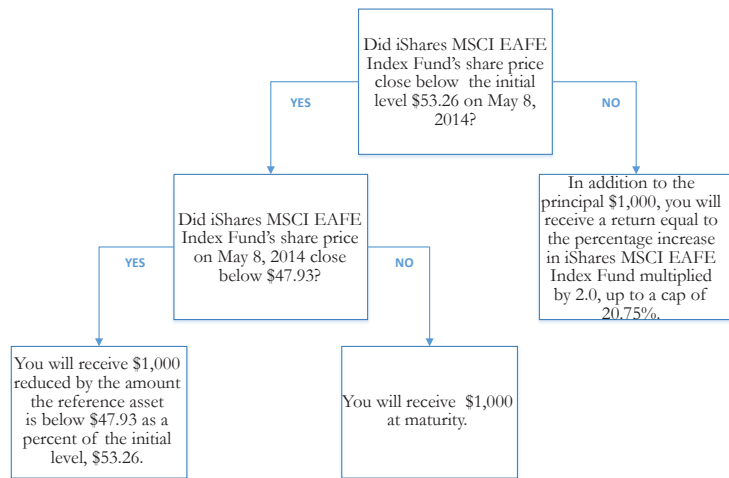 Did iShares MSCI EAFE
Index Fund's share price
close below the initial
level $53.26 on May 8,
2014?
YES
NO
Did iShares MSCI EAFE
Index Fund's share price
on May 8, 2014 close
below $47.93?
In addition to the
principal $1,000, you will
receive a return equal to
the percentage increase
in iShares MSCI EAFE
Index Fund multiplied
by 2.0, up to a cap of
20.75%.
YES
NO
You will receive $1,000
reduced by the amount
the reference asset
is below $47.93 as a
percent of the initial
level, $53.26.
You will receive $1,000
at maturity.